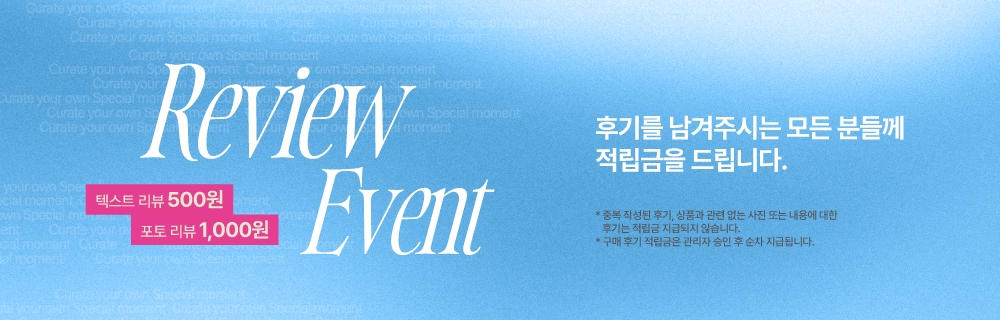 Curate your own Special moment
Review
Event
텍스트 리뷰 500원
포토 리뷰 1,000원
후기를 남겨주시는 모든 분들께
적립금을 드립니다.
* 중복 작성된 후기, 상품과 관련 없는 사진 또는 내용에 대한
후기는 적립금 지급되지 않습니다.
* 구매 후기 적립금은 관리자 승인 후 순차 지급됩니다.